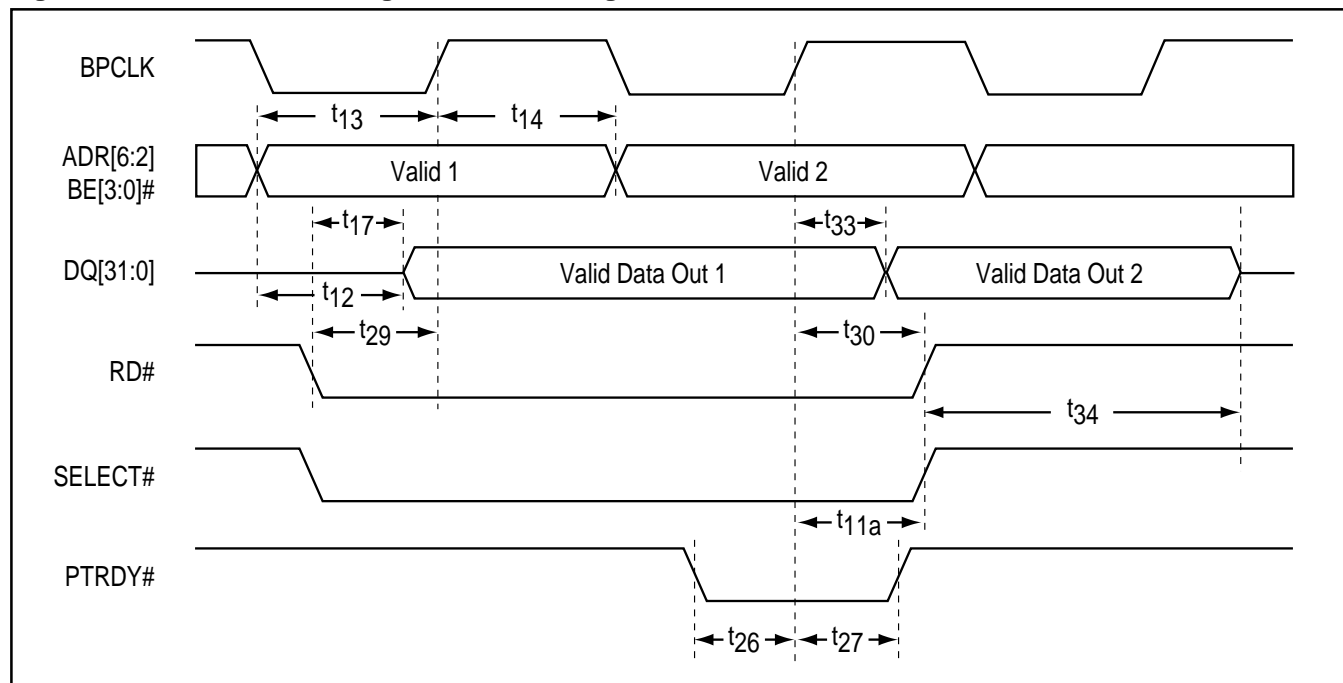 BPCLK
t13
t14
ADR[6:2]
BE[3:0]#
Valid 1
Valid 2
t17
t33
DQ[31:0]
Valid Data Out 1
Valid Data Out 2
t12
t29
t30
RD#
t34
SELECT#
t11a
PTRDY#
t26
t27